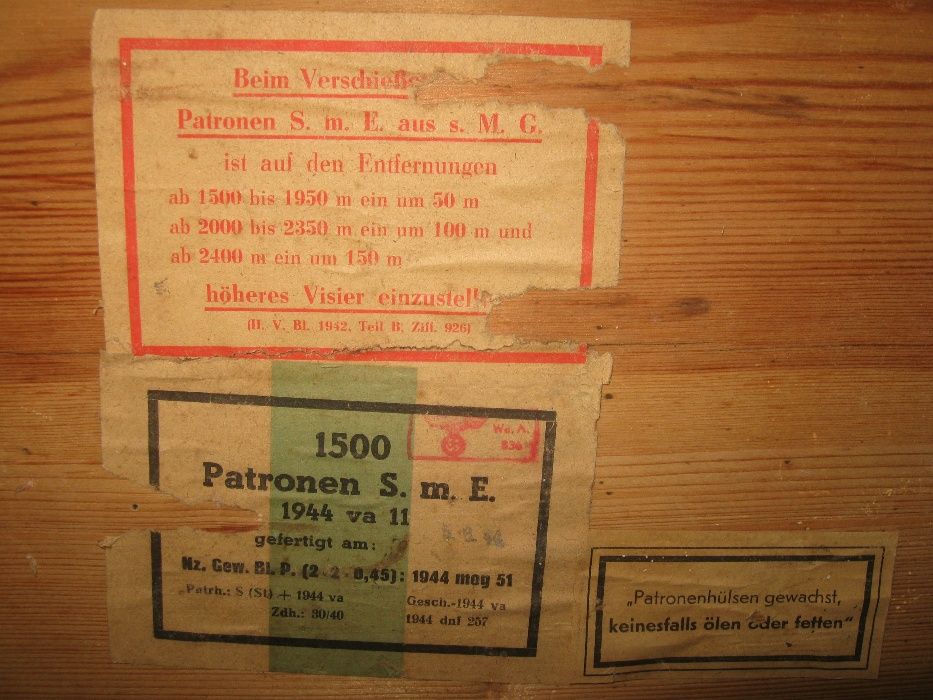 Beim
Patronen S. m. E. aus s. M. G.
ist auf den Entfernungen
ab 1500 bis 1950 m ein um 50 m
ab 2000 bis 2350 m ein um 100 m und
ab 2400 m ein um 150 m
höheres Visier
(H. V. Bl. 1942, Teil B, Ziff. 926)
Wa. A.
1500
Patronen S. m. E.
1944 va 11
gefertigt am:
Nz. Gew. Bl. P. (2·2·0,45): 1944 mog 51
Patrh.: S (St) + 1944 va
Gesch.-1944 va
Zdh.: 30/40
1944 dnf 257
„Patronenhülsen gewachst,
keinesfalls ölen oder fetten“